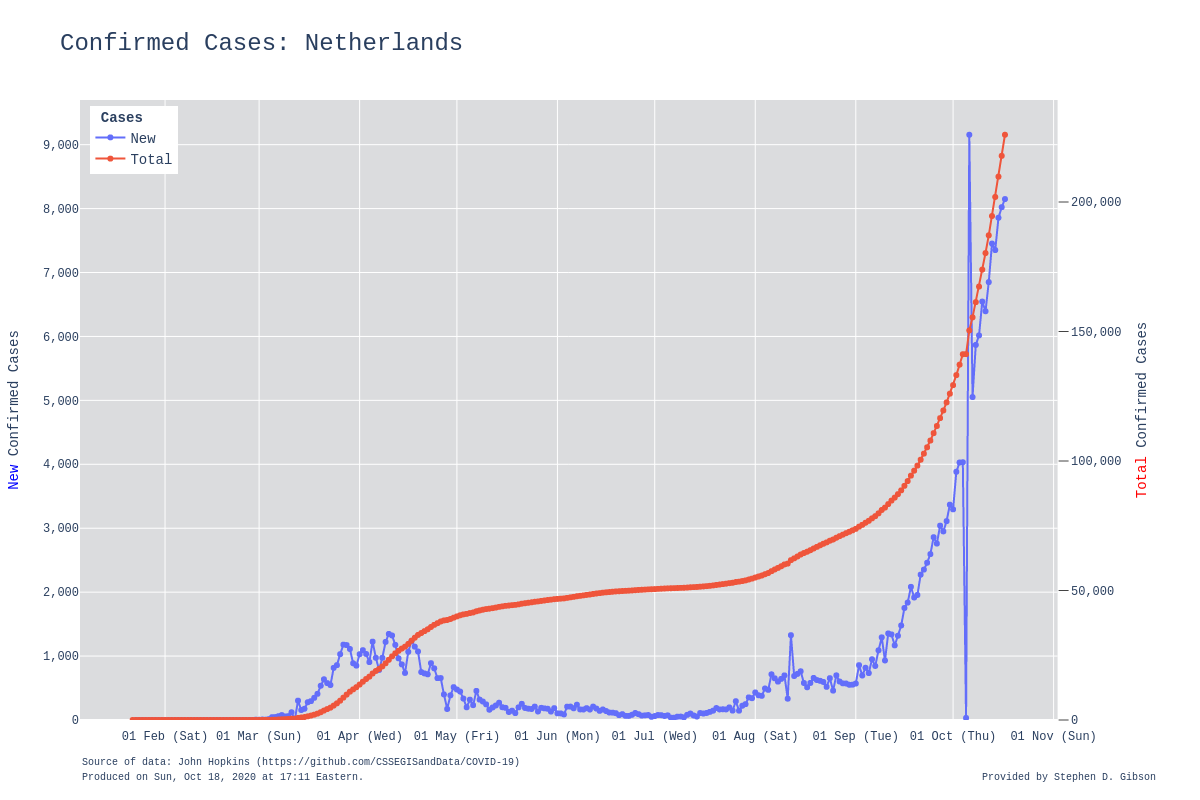 Confirmed Cases: Netherlands
Cases
New
Total
9,000
8,000
7,000
6,000
5,000
4,000
3,000
2,000
1,000
0
New Confirmed Cases
200,000
150,000
100,000
50,000
0
Total Confirmed Cases
01 Feb (Sat) 01 Mar (Sun) 01 Apr (Wed) 01 May (Fri) 01 Jun (Mon) 01 Jul (Wed) 01 Aug (Sat) 01 Sep (Tue) 01 Oct (Thu) 01 Nov (Sun)
Source of data: John Hopkins (https://github.com/CSSEGISandData/COVID-19)
Produced on Sun, Oct 18, 2020 at 17:11 Eastern.
Provided by Stephen D. Gibson